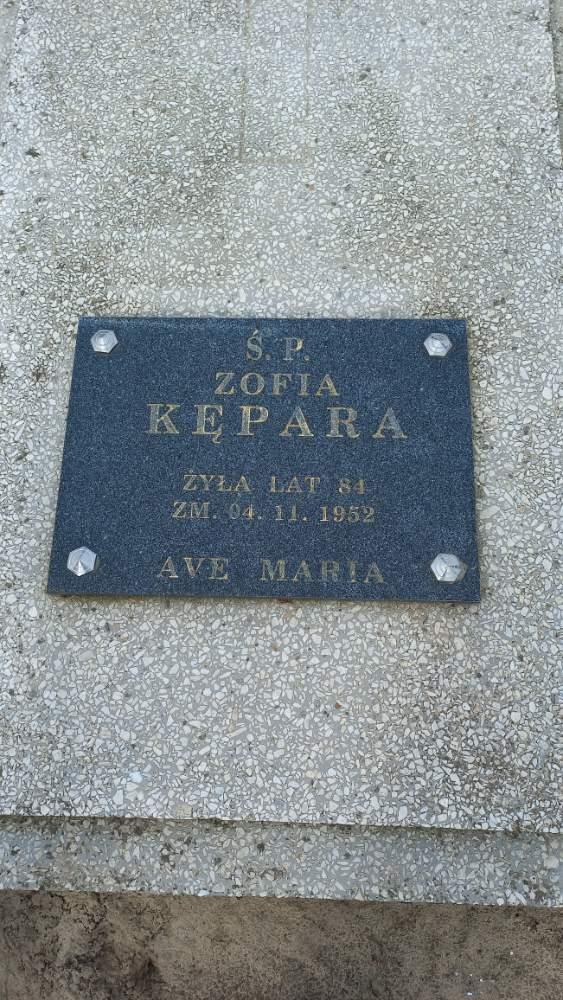 Ś. P.
ZOFIA
KĘPARA
ŻYŁA LAT 84
ZM. 04. 11. 1952
AVE MARIA